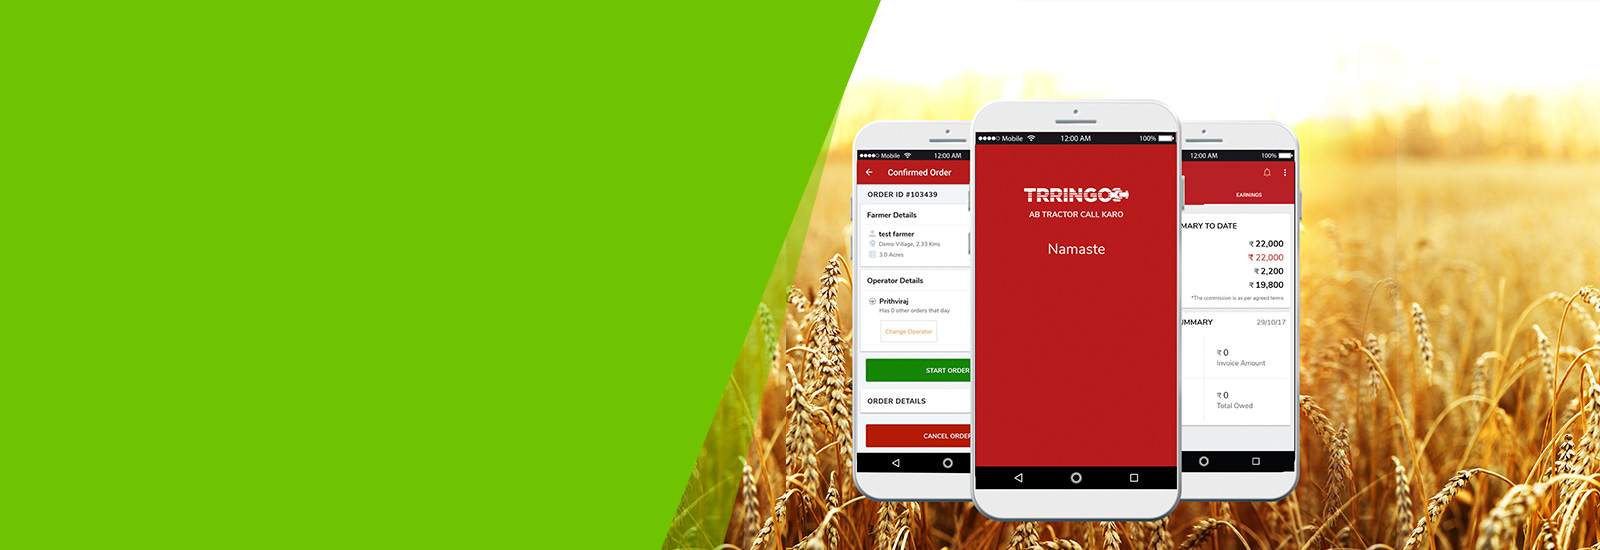 Mobile 12:00 AM
Confirmed Order
ORDER ID #103439
Farmer Details
test farmer
Demo Village, 2.33 Kms
3.0 Acres
Operator Details
Prithviraj
Has 0 other orders that day
Change Operator
START ORDER
ORDER DETAILS
CANCEL ORDE
Mobile 12:00 AM 100%
TRRINGO
AB TRACTOR CALL KARO
Namaste
12:00 AM 100%
EARNINGS
MARY TO DATE
₹ 22,000
₹ 22,000
₹ 2,200
₹ 19,800
*The commission is as per agreed terms
UMMARY 29/10/17
₹ 0
Invoice Amount
₹ 0
Total Owed